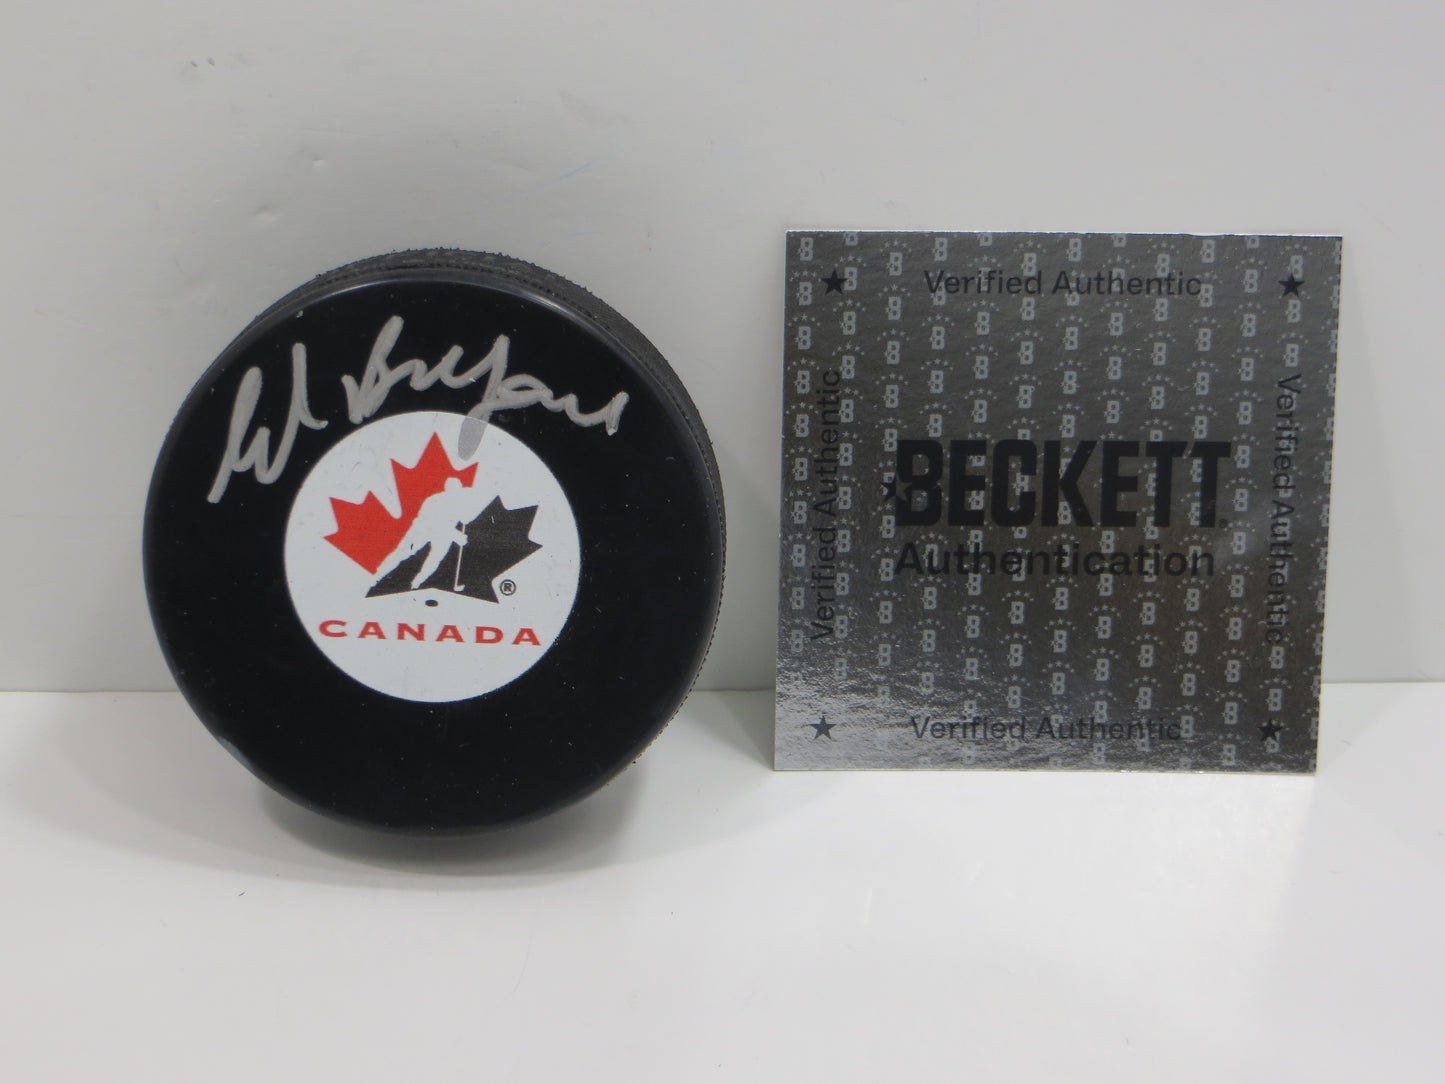 CANADA
®
Verified Authentic
Verified Authentic
BECKETT
Authentication
Verified Authentic
Verified Authentic